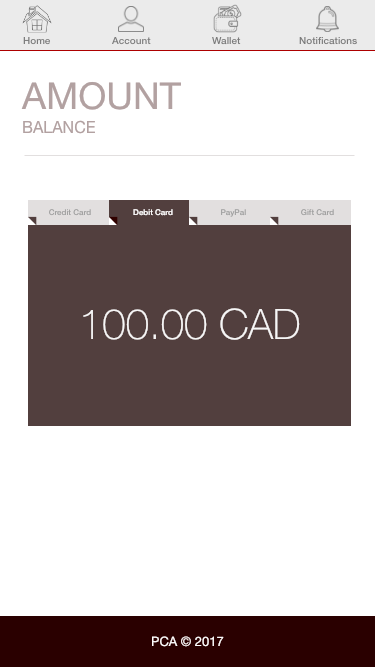 Home Account Wallet Notifications
AMOUNT
BALANCE
Credit Card Debit Card PayPal Gift Card
100.00 CAD
PCA © 2017